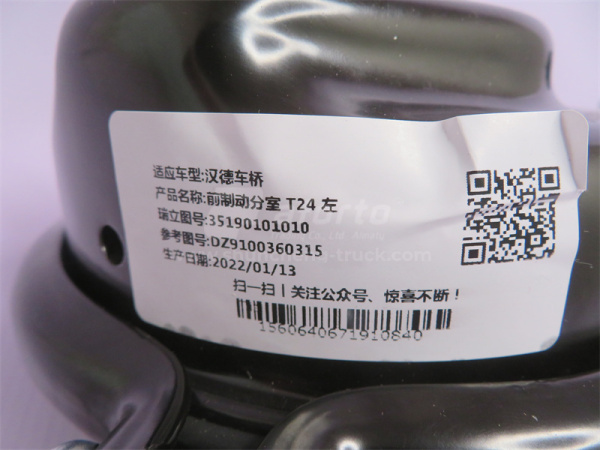 适应车型:汉德车桥
产品名称:前制动分室 T24 左
瑞立图号:35190101010
参考图号:DZ9100360315
生产日期:2022/01/13
扫一扫|关注公众号、惊喜不断!
1560640671910840